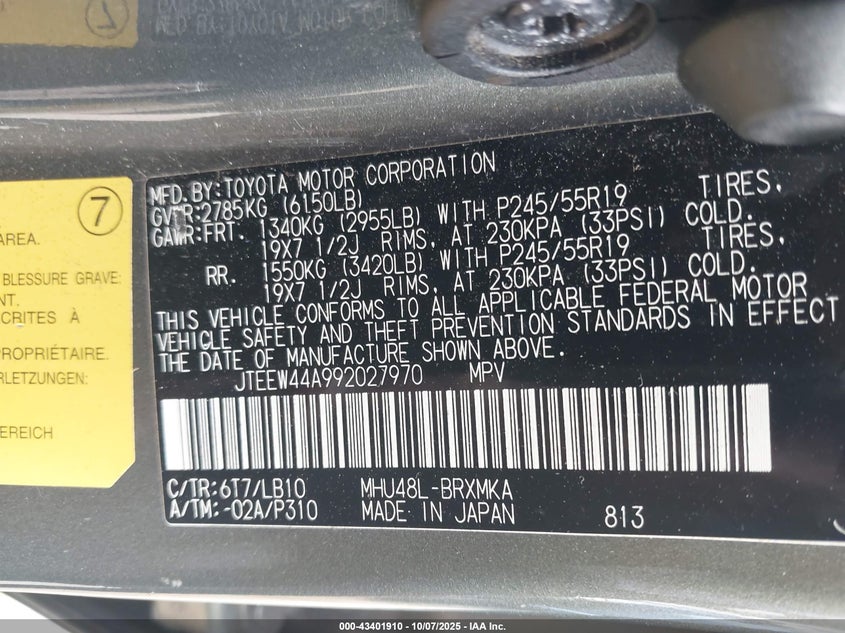 7
AREA.
BLESSURE GRAVE:
NT.
CRITES À
PROPRIÉTAIRE.
ERLETZUNGEN:
BEREICH
MFD.BY:TOYOTA MOTOR CORPORATION
GVWR:2785KG (6150LB)
GAWR:FRT. 1340KG (2955LB) WITH P245/55R19 TIRES,
19X7 1/2J RIMS, AT 230KPA (33PSI) COLD.
RR. 1550KG (3420LB) WITH P245/55R19 TIRES,
19X7 1/2J RIMS, AT 230KPA (33PSI) COLD.
THIS VEHICLE CONFORMS TO ALL APPLICABLE FEDERAL MOTOR
VEHICLE SAFETY AND THEFT PREVENTION STANDARDS IN EFFECT
THE DATE OF MANUFACTURE SHOWN ABOVE.
JTEEW44A992027970 MPV
C/TR:6T7/LB10 MHU48L-BRXMKA
A/TM:-02A/P310 MADE IN JAPAN 813
000-43401910 - 10/07/2025 - IAA Inc.